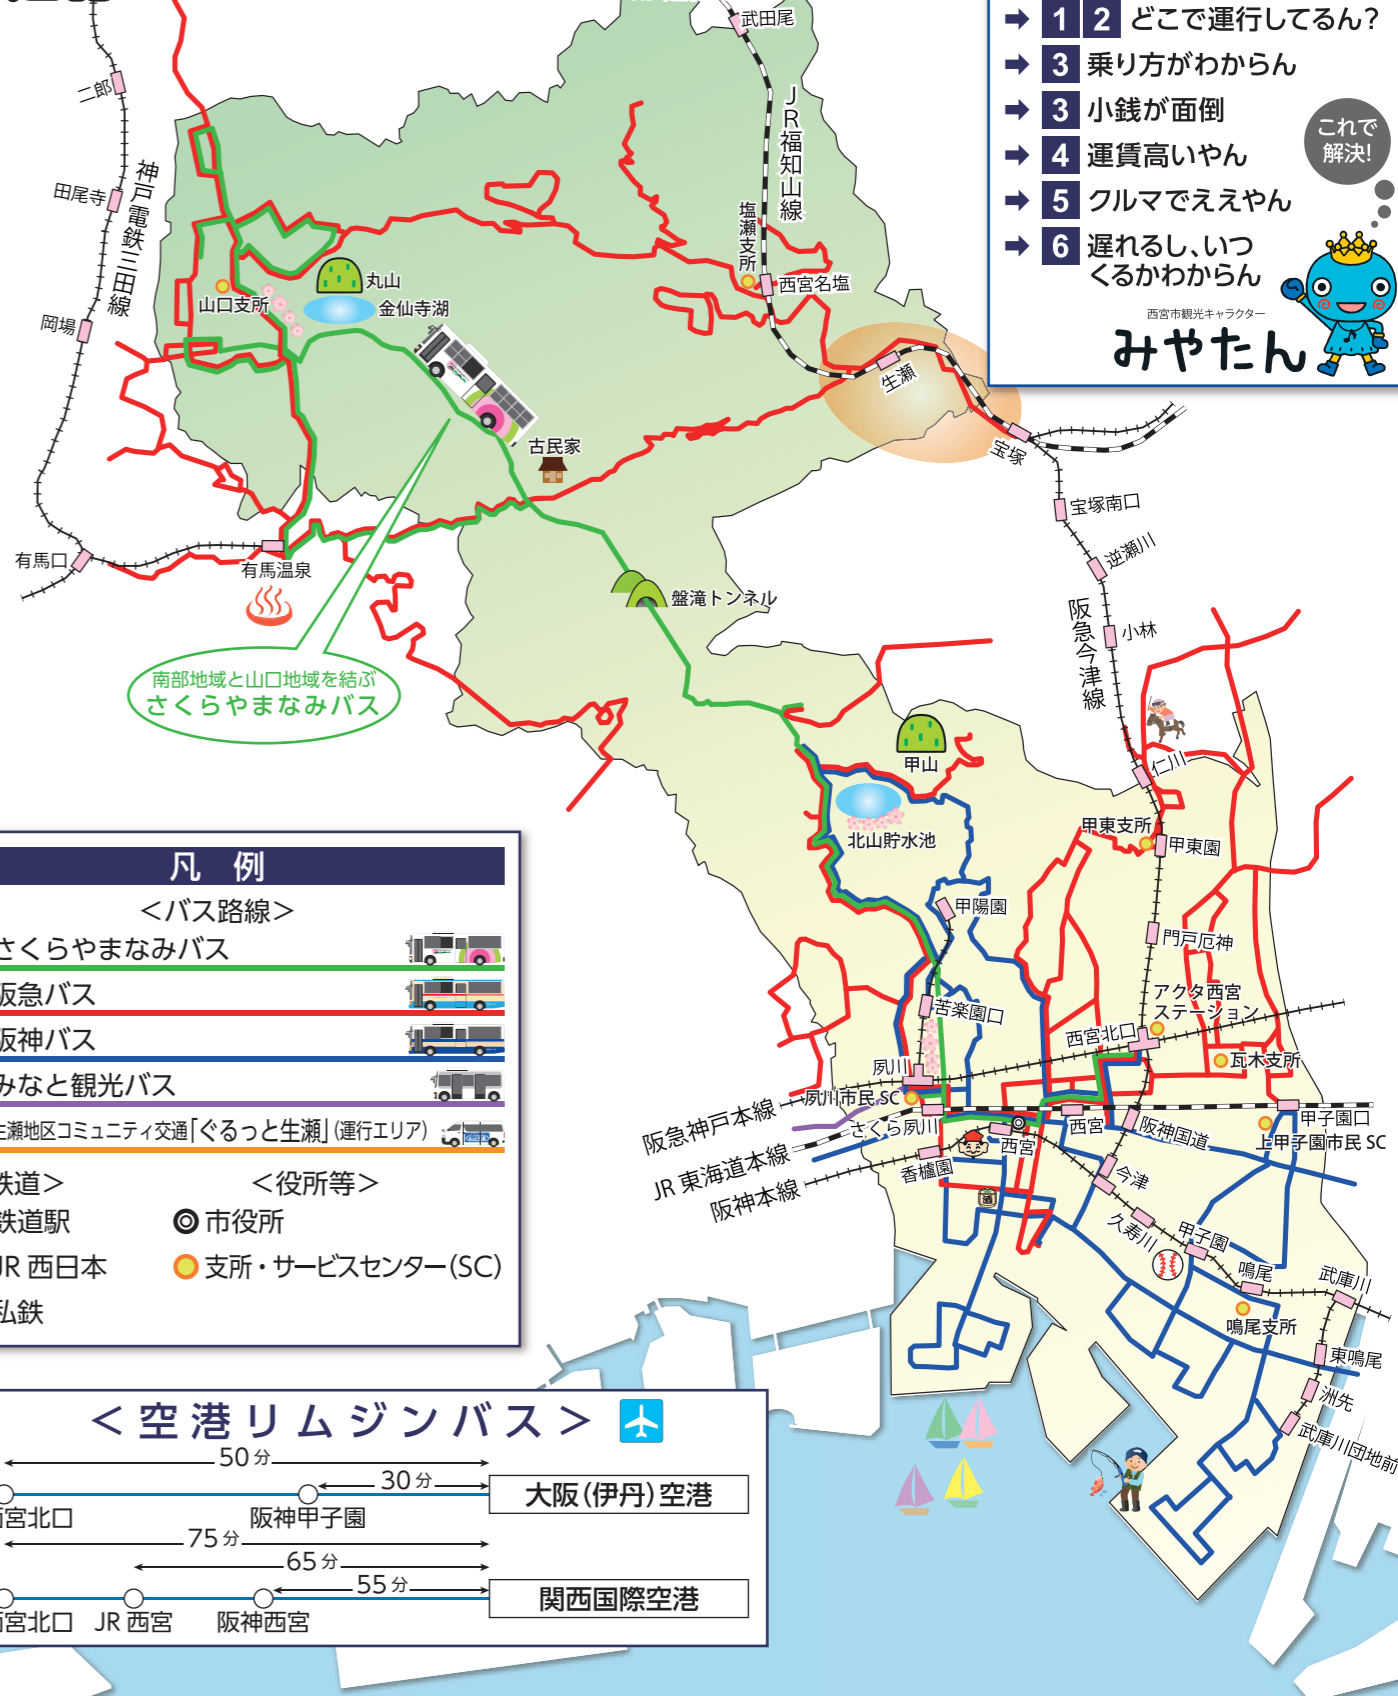 武田尾
1 2 どこで運行してるん?
3 乗り方がわからん
3 小銭が面倒
4 運賃高いやん
5 クルマでええやん
6 遅れるし、いつ
くるかわからん
これで
解決!
西宮市観光キャラクター
みやたん
二郎
田尾寺
神戸電鉄三田線
岡場
有馬口
有馬温泉
JR福知山線
塩瀬支所
西宮名塩
山口支所
丸山
金仙寺湖
生瀬
宝塚
古民家
宝塚南口
逆瀬川
小林
阪急今津線
盤滝トンネル
南部地域と山口地域を結ぶ
さくらやまなみバス
甲山
北山貯水池
仁川
甲東支所
甲東園
甲陽園
門戸厄神
アクタ西宮
ステーション
苦楽園口
西宮北口
瓦木支所
夙川
夙川市民 SC
阪急神戸本線
さくら夙川
西宮
西宮
阪神国道
甲子園口
上甲子園市民 SC
JR 東海道本線
阪神本線
香櫨園
今津
久寿川
甲子園
鳴尾
鳴尾支所
武庫川
東鳴尾
洲先
武庫川団地前
凡 例
＜バス路線＞
さくらやまなみバス
阪急バス
阪神バス
みなと観光バス
生瀬地区コミュニティ交通「ぐるっと生瀬」(運行エリア)
鉄道＞
＜役所等＞
鉄道駅
市役所
JR 西日本
支所・サービスセンター(SC)
私鉄
＜空港リムジンバス＞
50分
30分
大阪(伊丹)空港
西宮北口
阪神甲子園
75分
65分
55分
関西国際空港
西宮北口
JR 西宮
阪神西宮